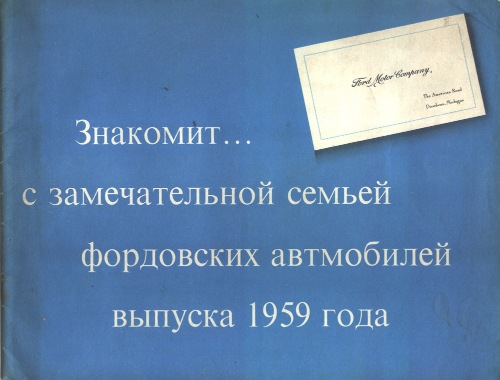 Ford Motor Company,
The American Road
Dearborn, Michigan
Знакомит...
с замечательной семьей
фордовских автмобилей
выпуска 1959 года